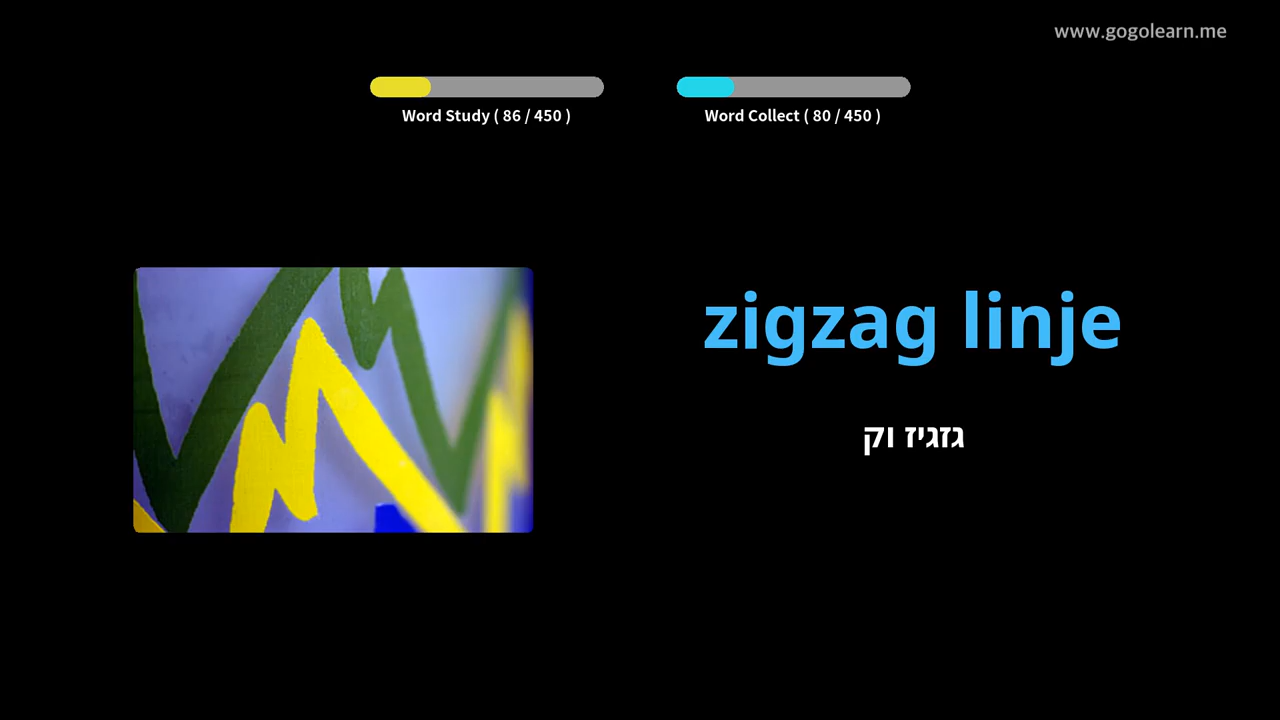 www.gogolearn.me
Word Study ( 86 / 450 )
Word Collect ( 80 / 450 )
zigzag linje
גזגיז וק